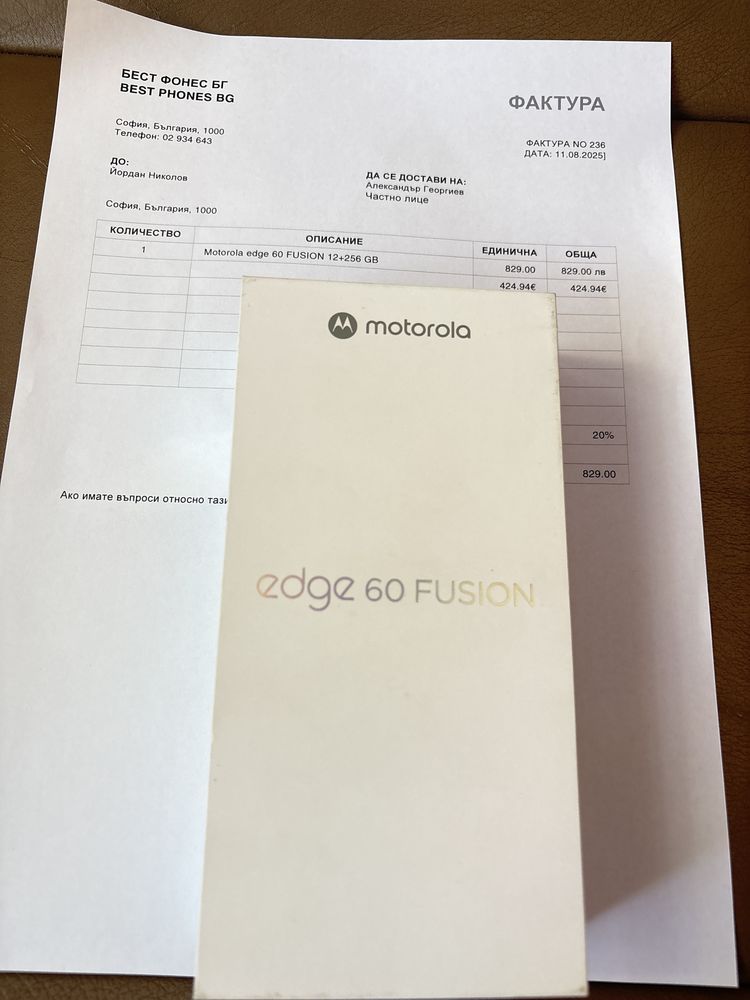 БЕСТ ФОНЕС БГ
BEST PHONES BG
ФАКТУРА
София, България, 1000
Телефон: 02 934 643
ФАКТУРА NO 236
ДАТА: 11.08.2025]
ДО:
Йордан Николов
ДА СЕ ДОСТАВИ НА:
Александър Георгиев
Частно лице
София, България, 1000
КОЛИЧЕСТВО ОПИСАНИЕ ЕДИНИЧНА ОБЩА
1 Motorola edge 60 FUSION 12+256 GB 829.00 829.00 лв
424.94€ 424.94€
20%
829.00
Ако имате въпроси относно тази
motorola
edge 60 FUSION